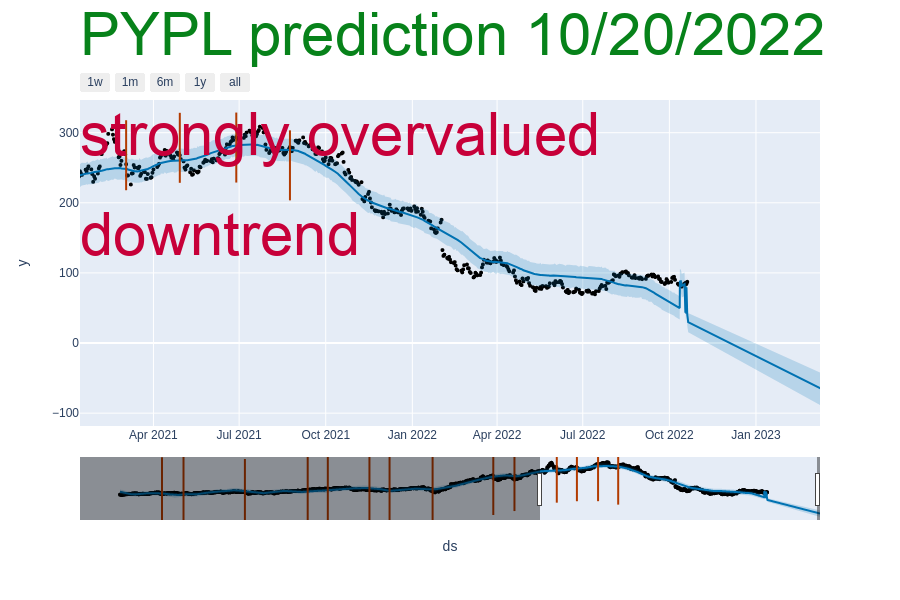 PYPL prediction 10/20/2022
1w 1m 6m 1y all
strongly overvalued
downtrend
300
200
100
0
−100
y
Apr 2021 Jul 2021 Oct 2021 Jan 2022 Apr 2022 Jul 2022 Oct 2022 Jan 2023
ds